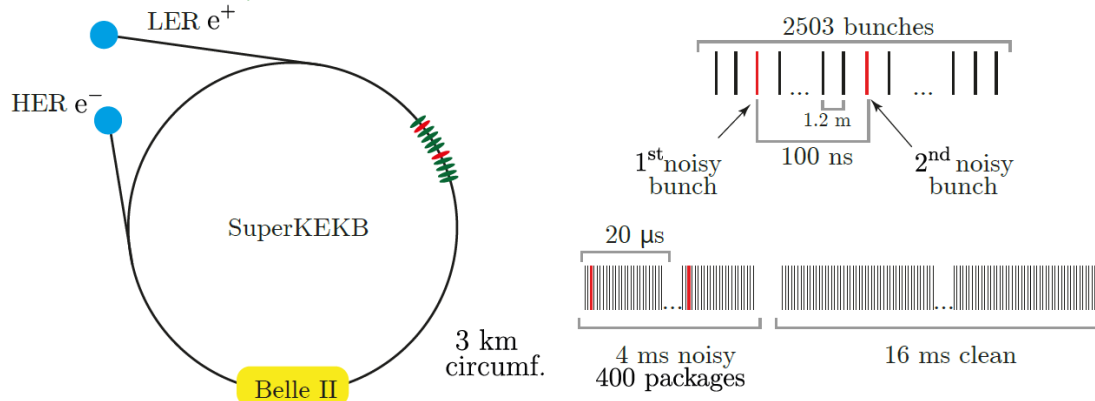 LER e⁺
HER e⁻
SuperKEKB
3 km
circumf.
Belle II
2503 bunches
...
...
1.2 m
100 ns
1ˢᵗ noisy
bunch
2ⁿᵈ noisy
bunch
20 μs
...
...
4 ms noisy
400 packages
16 ms clean